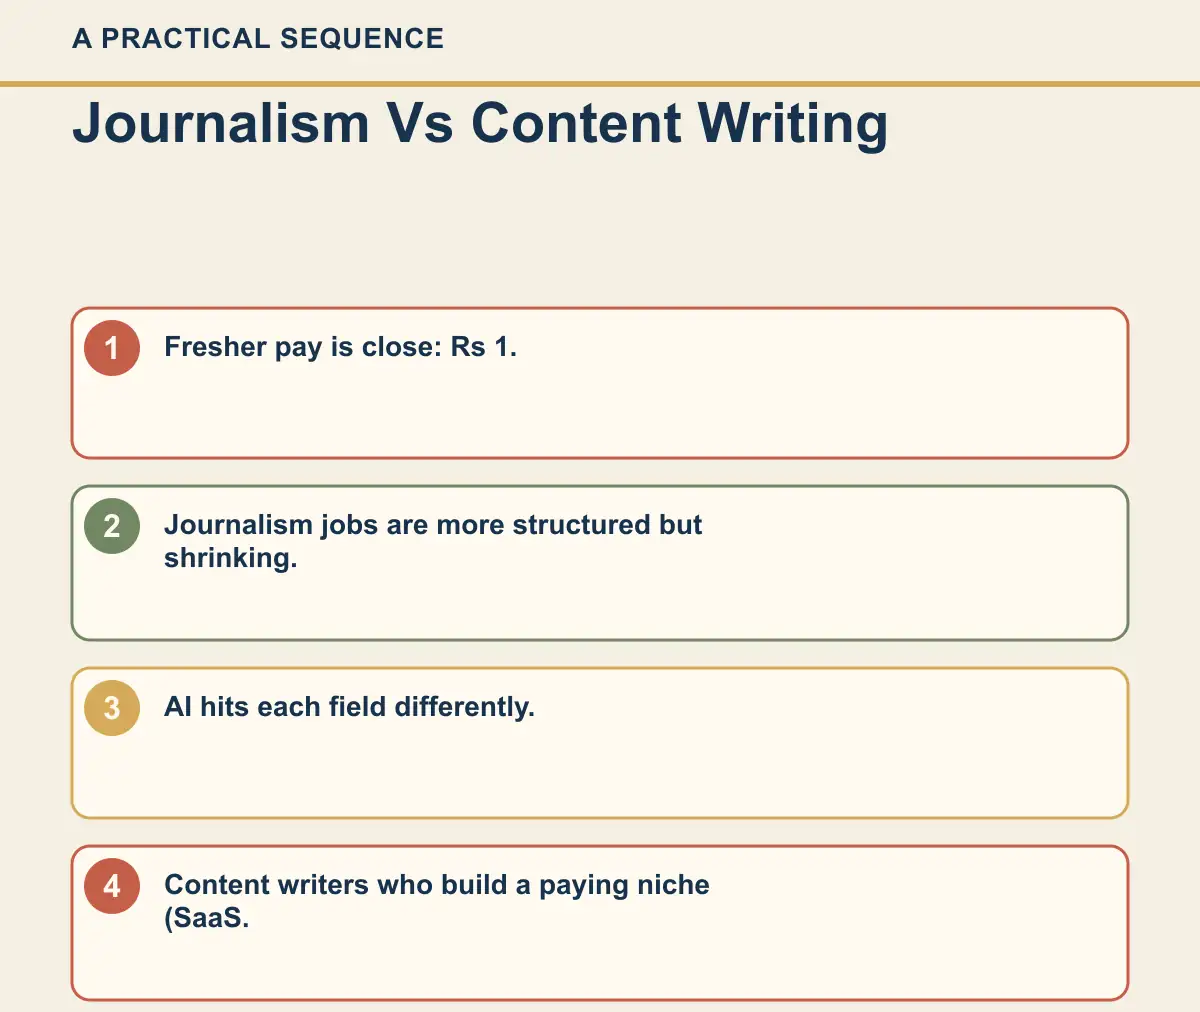 A PRACTICAL SEQUENCE
Journalism Vs Content Writing
1
Fresher pay is close: Rs 1.
2
Journalism jobs are more structured but
shrinking.
3
AI hits each field differently.
4
Content writers who build a paying niche
(SaaS.